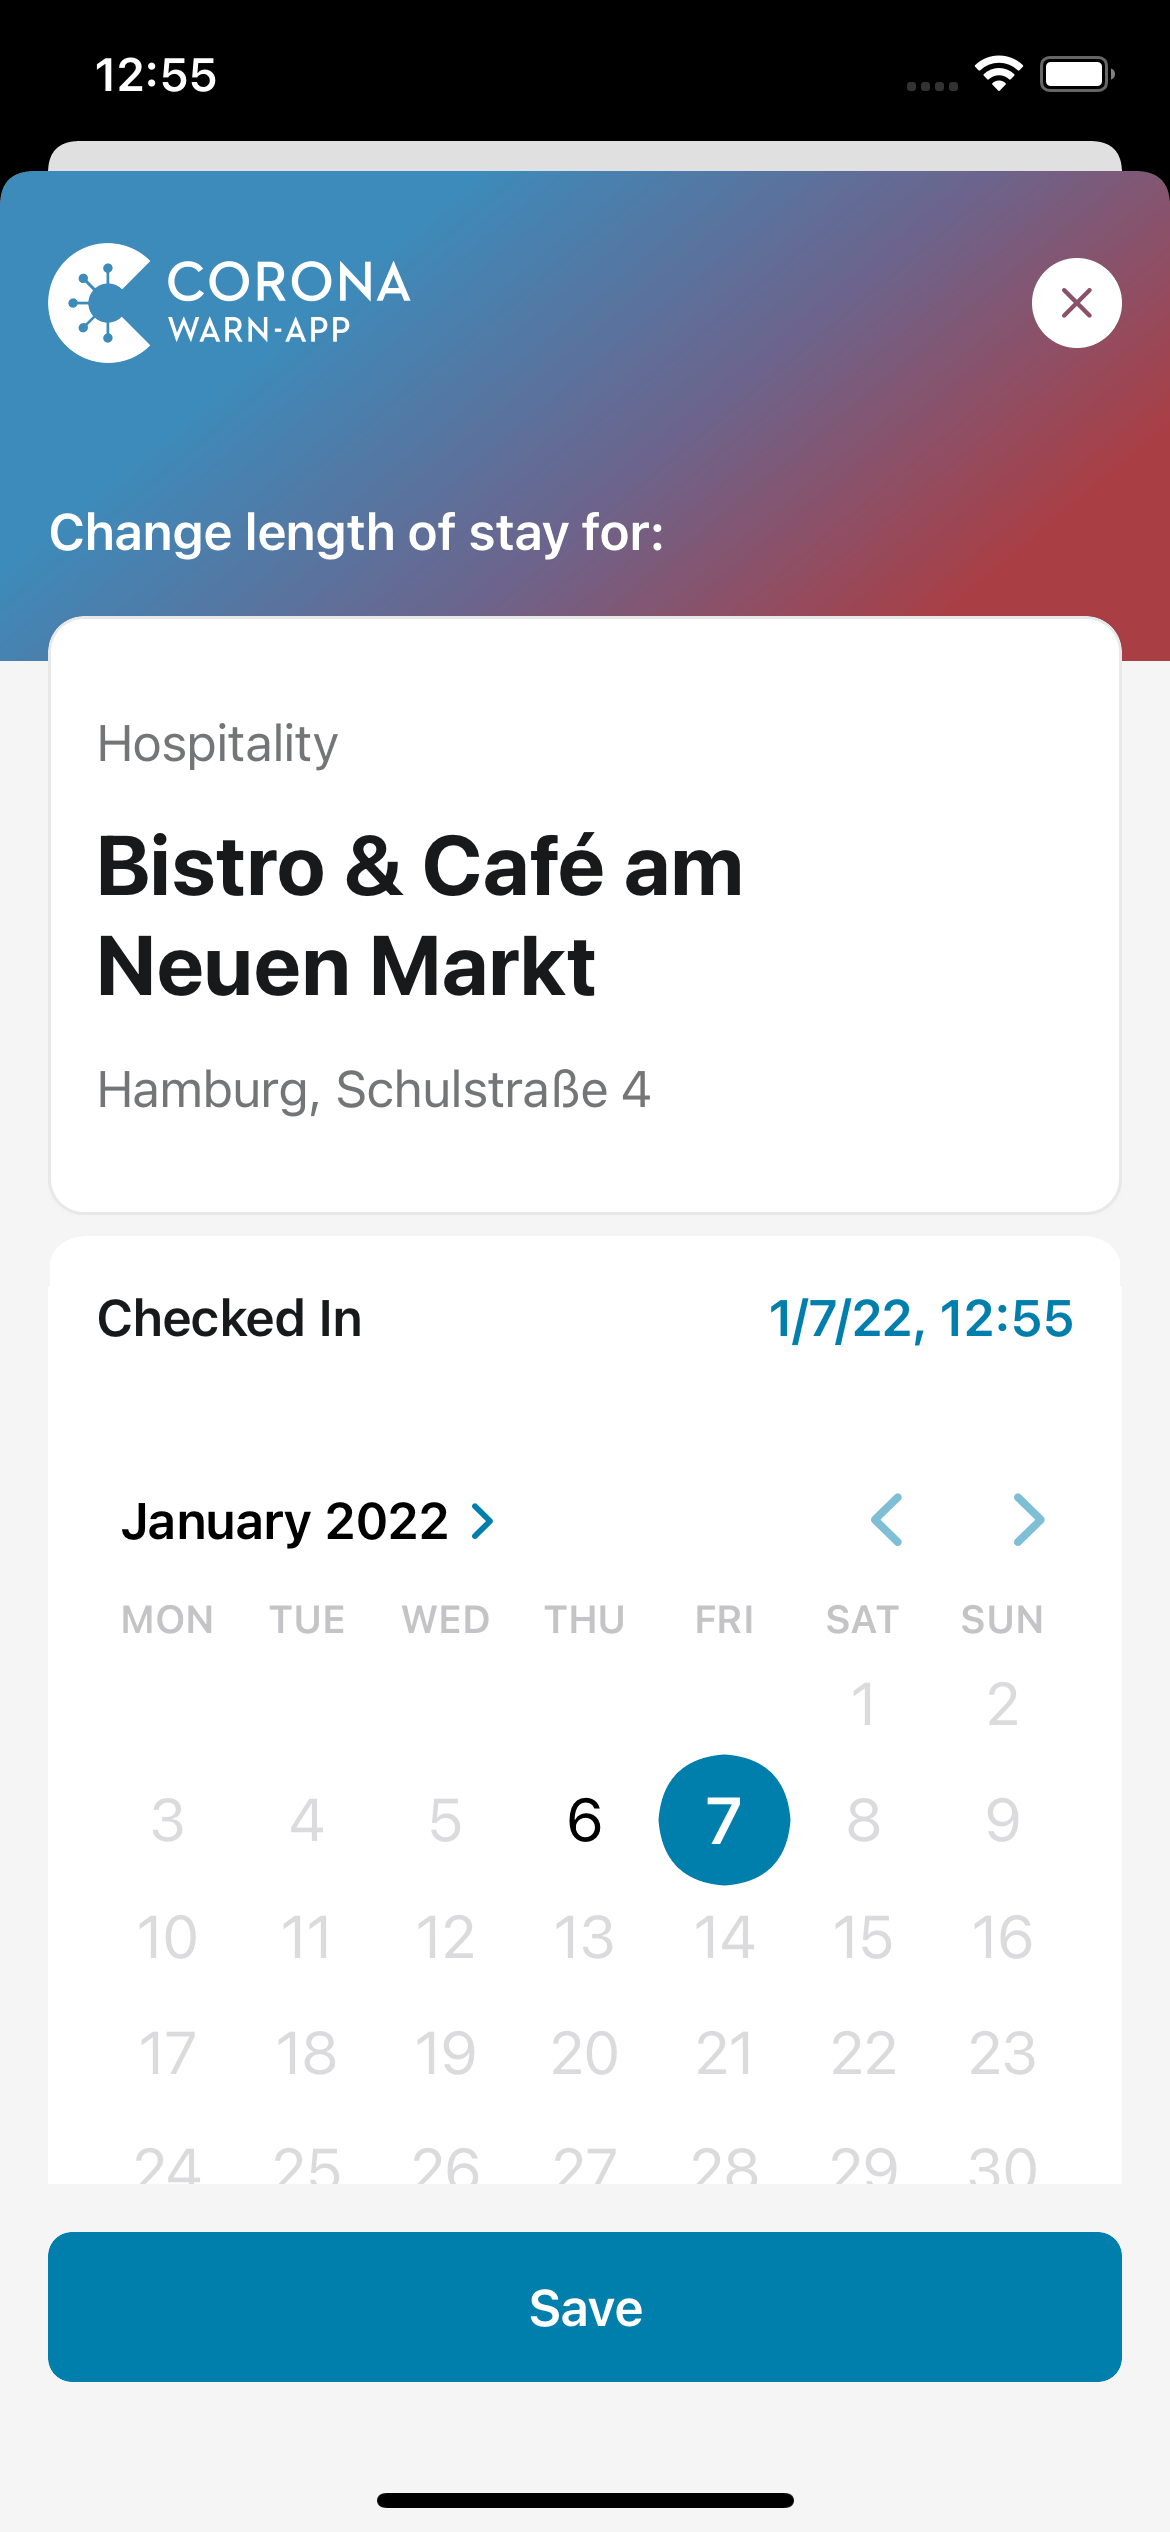 12:55
CORONA
WARN-APP
Change length of stay for:
Hospitality
Bistro & Café am
Neuen Markt
Hamburg, Schulstraße 4
Checked In 1/7/22, 12:55
January 2022
MON TUE WED THU FRI SAT SUN
1 2
3 4 5 6 7 8 9
10 11 12 13 14 15 16
17 18 19 20 21 22 23
24 25 26 27 28 29 30
Save